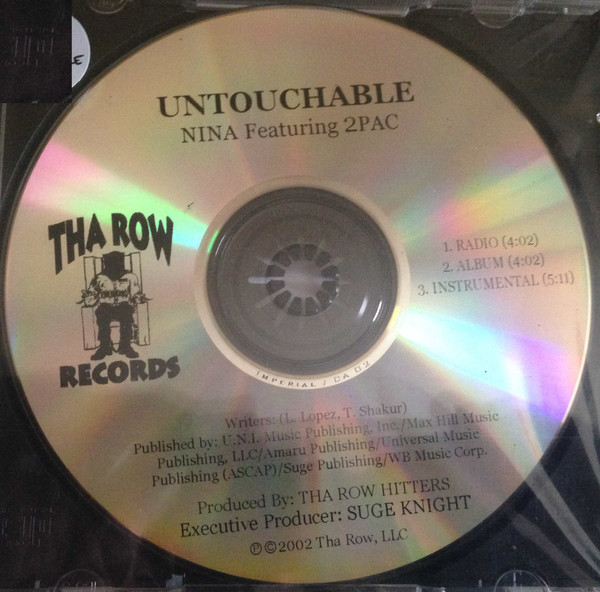 UNTOUCHABLE
NINA Featuring 2PAC
THA ROW
RECORDS
1. RADIO (4:02)
2. ALBUM (4:02)
3. INSTRUMENTAL (5:11)
IMPERIAL / CA 02
Writers: (L. Lopez, T. Shakur)
Published by: U.N.I. Music Publishing, Inc./Max Hill Music
Publishing, LLC/Amaru Publishing/Universal Music
Publishing (ASCAP)/Suge Publishing/WB Music Corp.
Produced By: THA ROW HITTERS
Executive Producer: SUGE KNIGHT
℗©2002 Tha Row, LLC